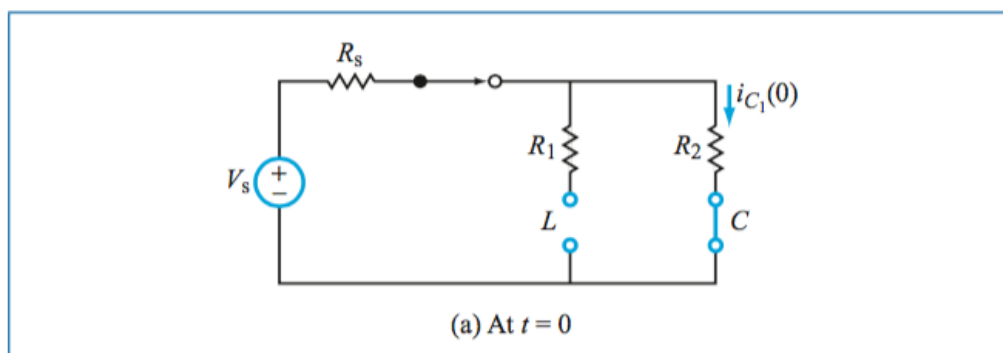 Rs
iC1(0)
R1
R2
Vs
+
−
L
C
(a) At t = 0